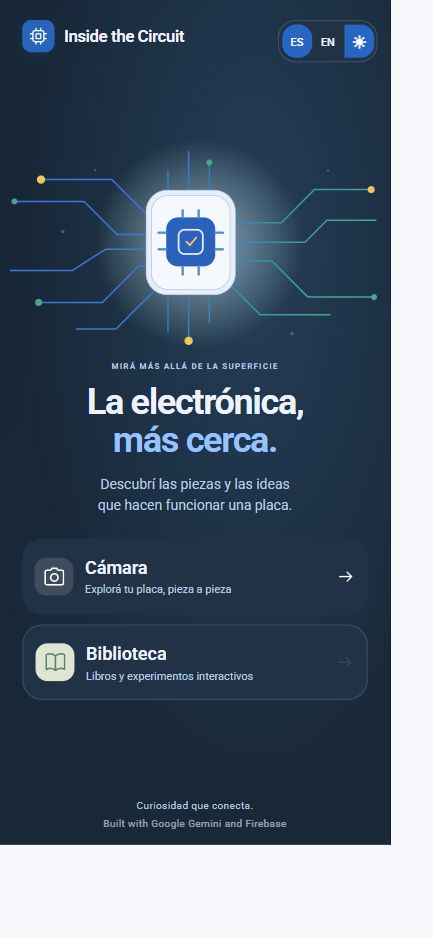 Inside the Circuit
ES EN
MIRÁ MÁS ALLÁ DE LA SUPERFICIE
La electrónica,
más cerca.
Descubrí las piezas y las ideas
que hacen funcionar una placa.
Cámara
Explorá tu placa, pieza a pieza
Biblioteca
Libros y experimentos interactivos
Curiosidad que conecta.
Built with Google Gemini and Firebase